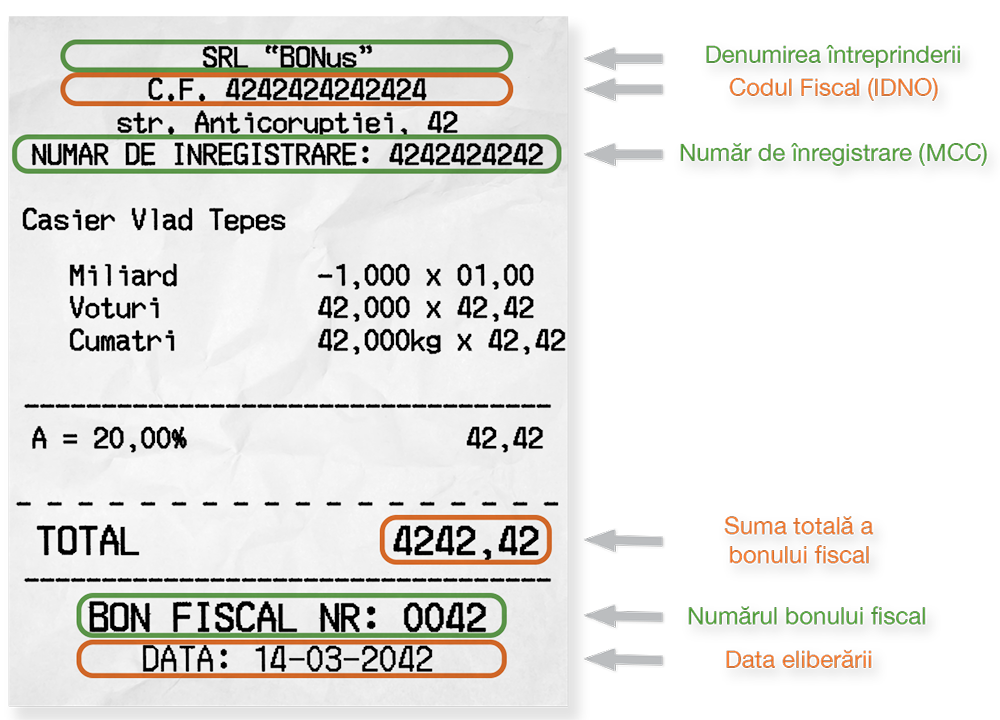 SRL “BONus”
Denumirea întreprinderii
C.F. 4242424242424
Codul Fiscal (IDNO)
str. Anticoruptiei, 42
NUMAR DE INREGISTRARE: 4242424242
Număr de înregistrare (MCC)
Casier Vlad Tepes
Miliard -1,000 x 01,00
Voturi 42,000 x 42,42
Cumatri 42,000kg x 42,42
A = 20,00% 42,42
TOTAL 4242,42
Suma totală a
bonului fiscal
BON FISCAL NR: 0042
Numărul bonului fiscal
DATA: 14-03-2042
Data eliberării